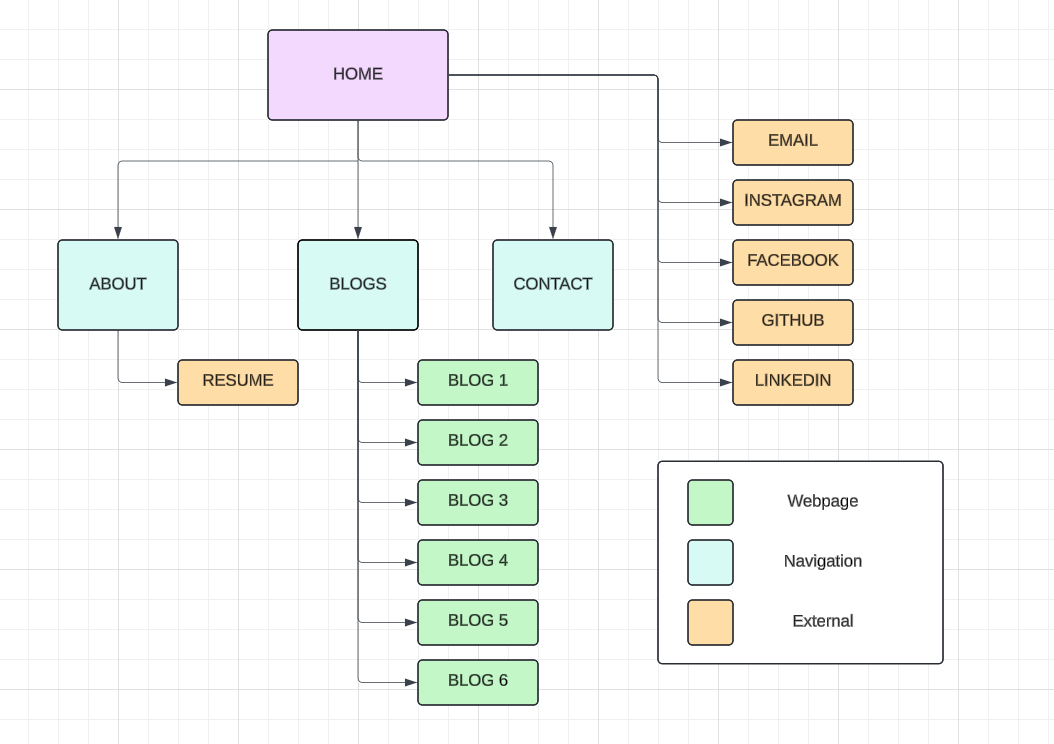 HOME
EMAIL
INSTAGRAM
FACEBOOK
GITHUB
LINKEDIN
ABOUT
BLOGS
CONTACT
RESUME
BLOG 1
BLOG 2
BLOG 3
BLOG 4
BLOG 5
BLOG 6
Webpage
Navigation
External